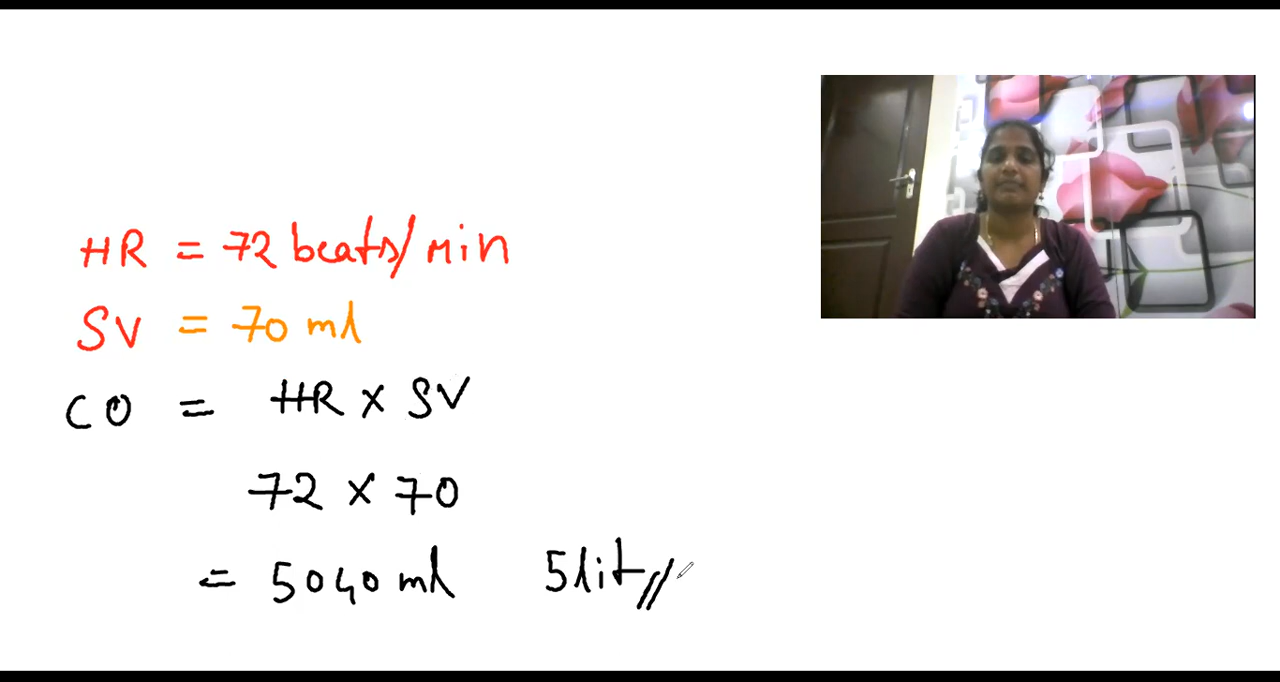 HR = 72 beats/min
SV = 70 ml
CO = HR x SV
72 x 70
= 5040 ml 5lit//